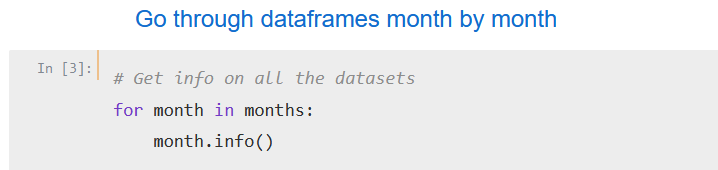 Go through dataframes month by month
In [3]:
# Get info on all the datasets
for month in months:
    month.info()